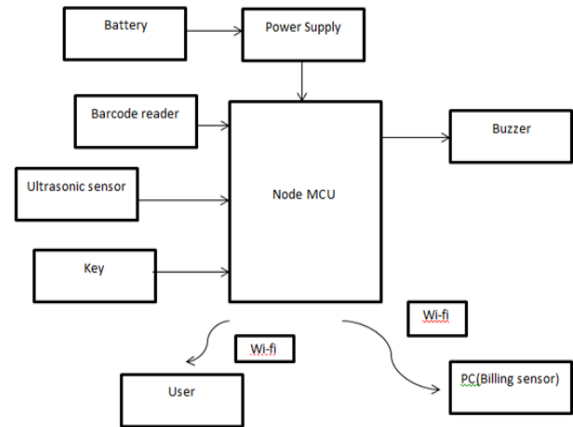 Battery
Power Supply
Barcode reader
Buzzer
Ultrasonic sensor
Node MCU
Key
Wi-fi
Wi-fi
User
PC(Billing sensor)